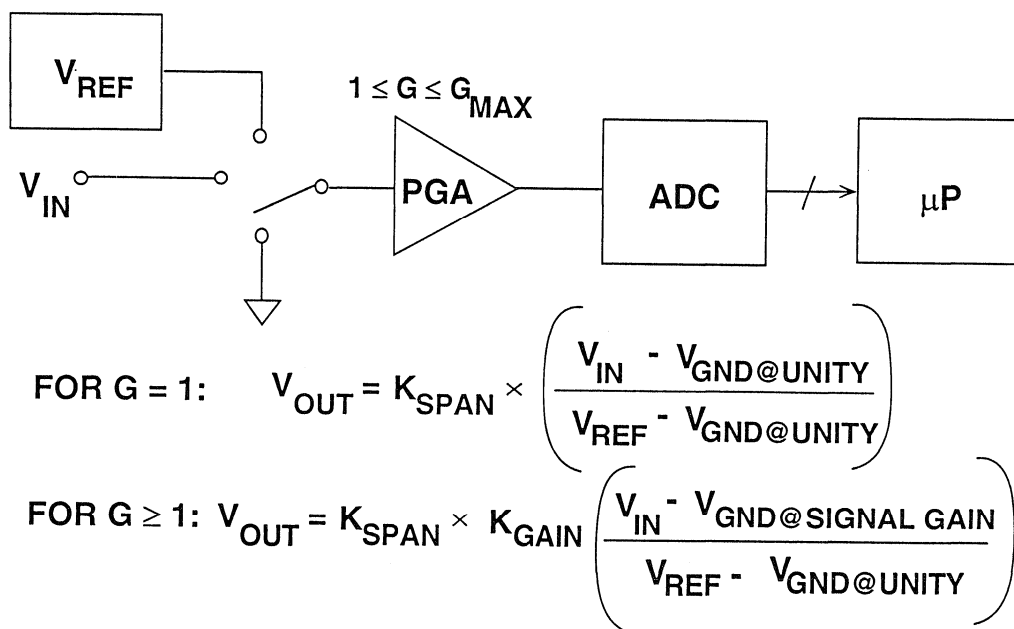 V_REF
1 ≤ G ≤ G_MAX
V_IN
PGA
ADC
μP
FOR G = 1: V_OUT = K_SPAN × ( (V_IN - V_GND@UNITY) / (V_REF - V_GND@UNITY) )
FOR G ≥ 1: V_OUT = K_SPAN × K_GAIN ( (V_IN - V_GND@SIGNAL GAIN) / (V_REF - V_GND@UNITY) )